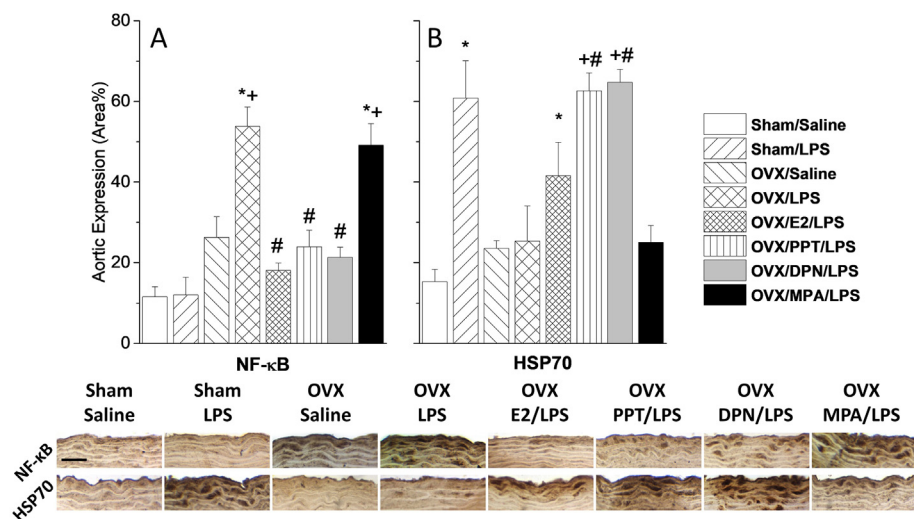 80
60
40
20
0
Aortic Expression (Area%)
A
*+
#
#
#
*+
NF-κB
B
*
*
+#
+#
HSP70
Sham/Saline
Sham/LPS
OVX/Saline
OVX/LPS
OVX/E2/LPS
OVX/PPT/LPS
OVX/DPN/LPS
OVX/MPA/LPS
Sham Sham OVX OVX OVX OVX OVX OVX
Saline LPS Saline LPS E2/LPS PPT/LPS DPN/LPS MPA/LPS
NF-κB
HSP70